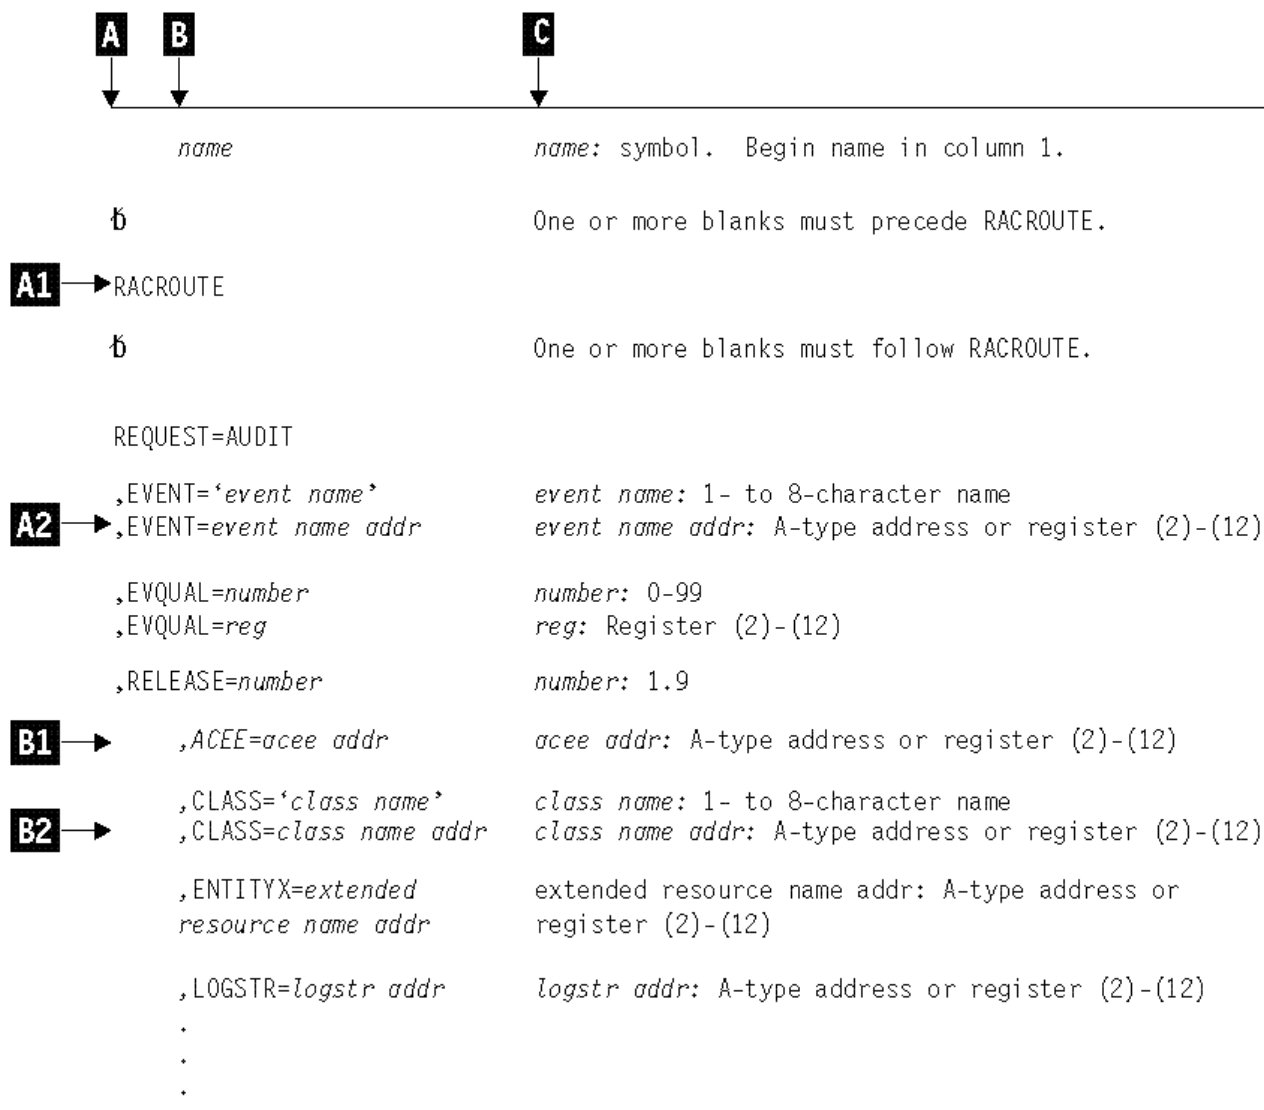 A B C
name name: symbol. Begin name in column 1.
ƀ One or more blanks must precede RACROUTE.
A1 RACROUTE
ƀ One or more blanks must follow RACROUTE.
REQUEST=AUDIT
,EVENT=‘event name’ event name: 1- to 8-character name
A2 ,EVENT=event name addr event name addr: A-type address or register (2)-(12)
,EVQUAL=number number: 0-99
,EVQUAL=reg reg: Register (2)-(12)
,RELEASE=number number: 1.9
B1 ,ACEE=acee addr acee addr: A-type address or register (2)-(12)
,CLASS=‘class name’ class name: 1- to 8-character name
B2 ,CLASS=class name addr class name addr: A-type address or register (2)-(12)
,ENTITYX=extended extended resource name addr: A-type address or
resource name addr register (2)-(12)
,LOGSTR=logstr addr logstr addr: A-type address or register (2)-(12)
.
.
.